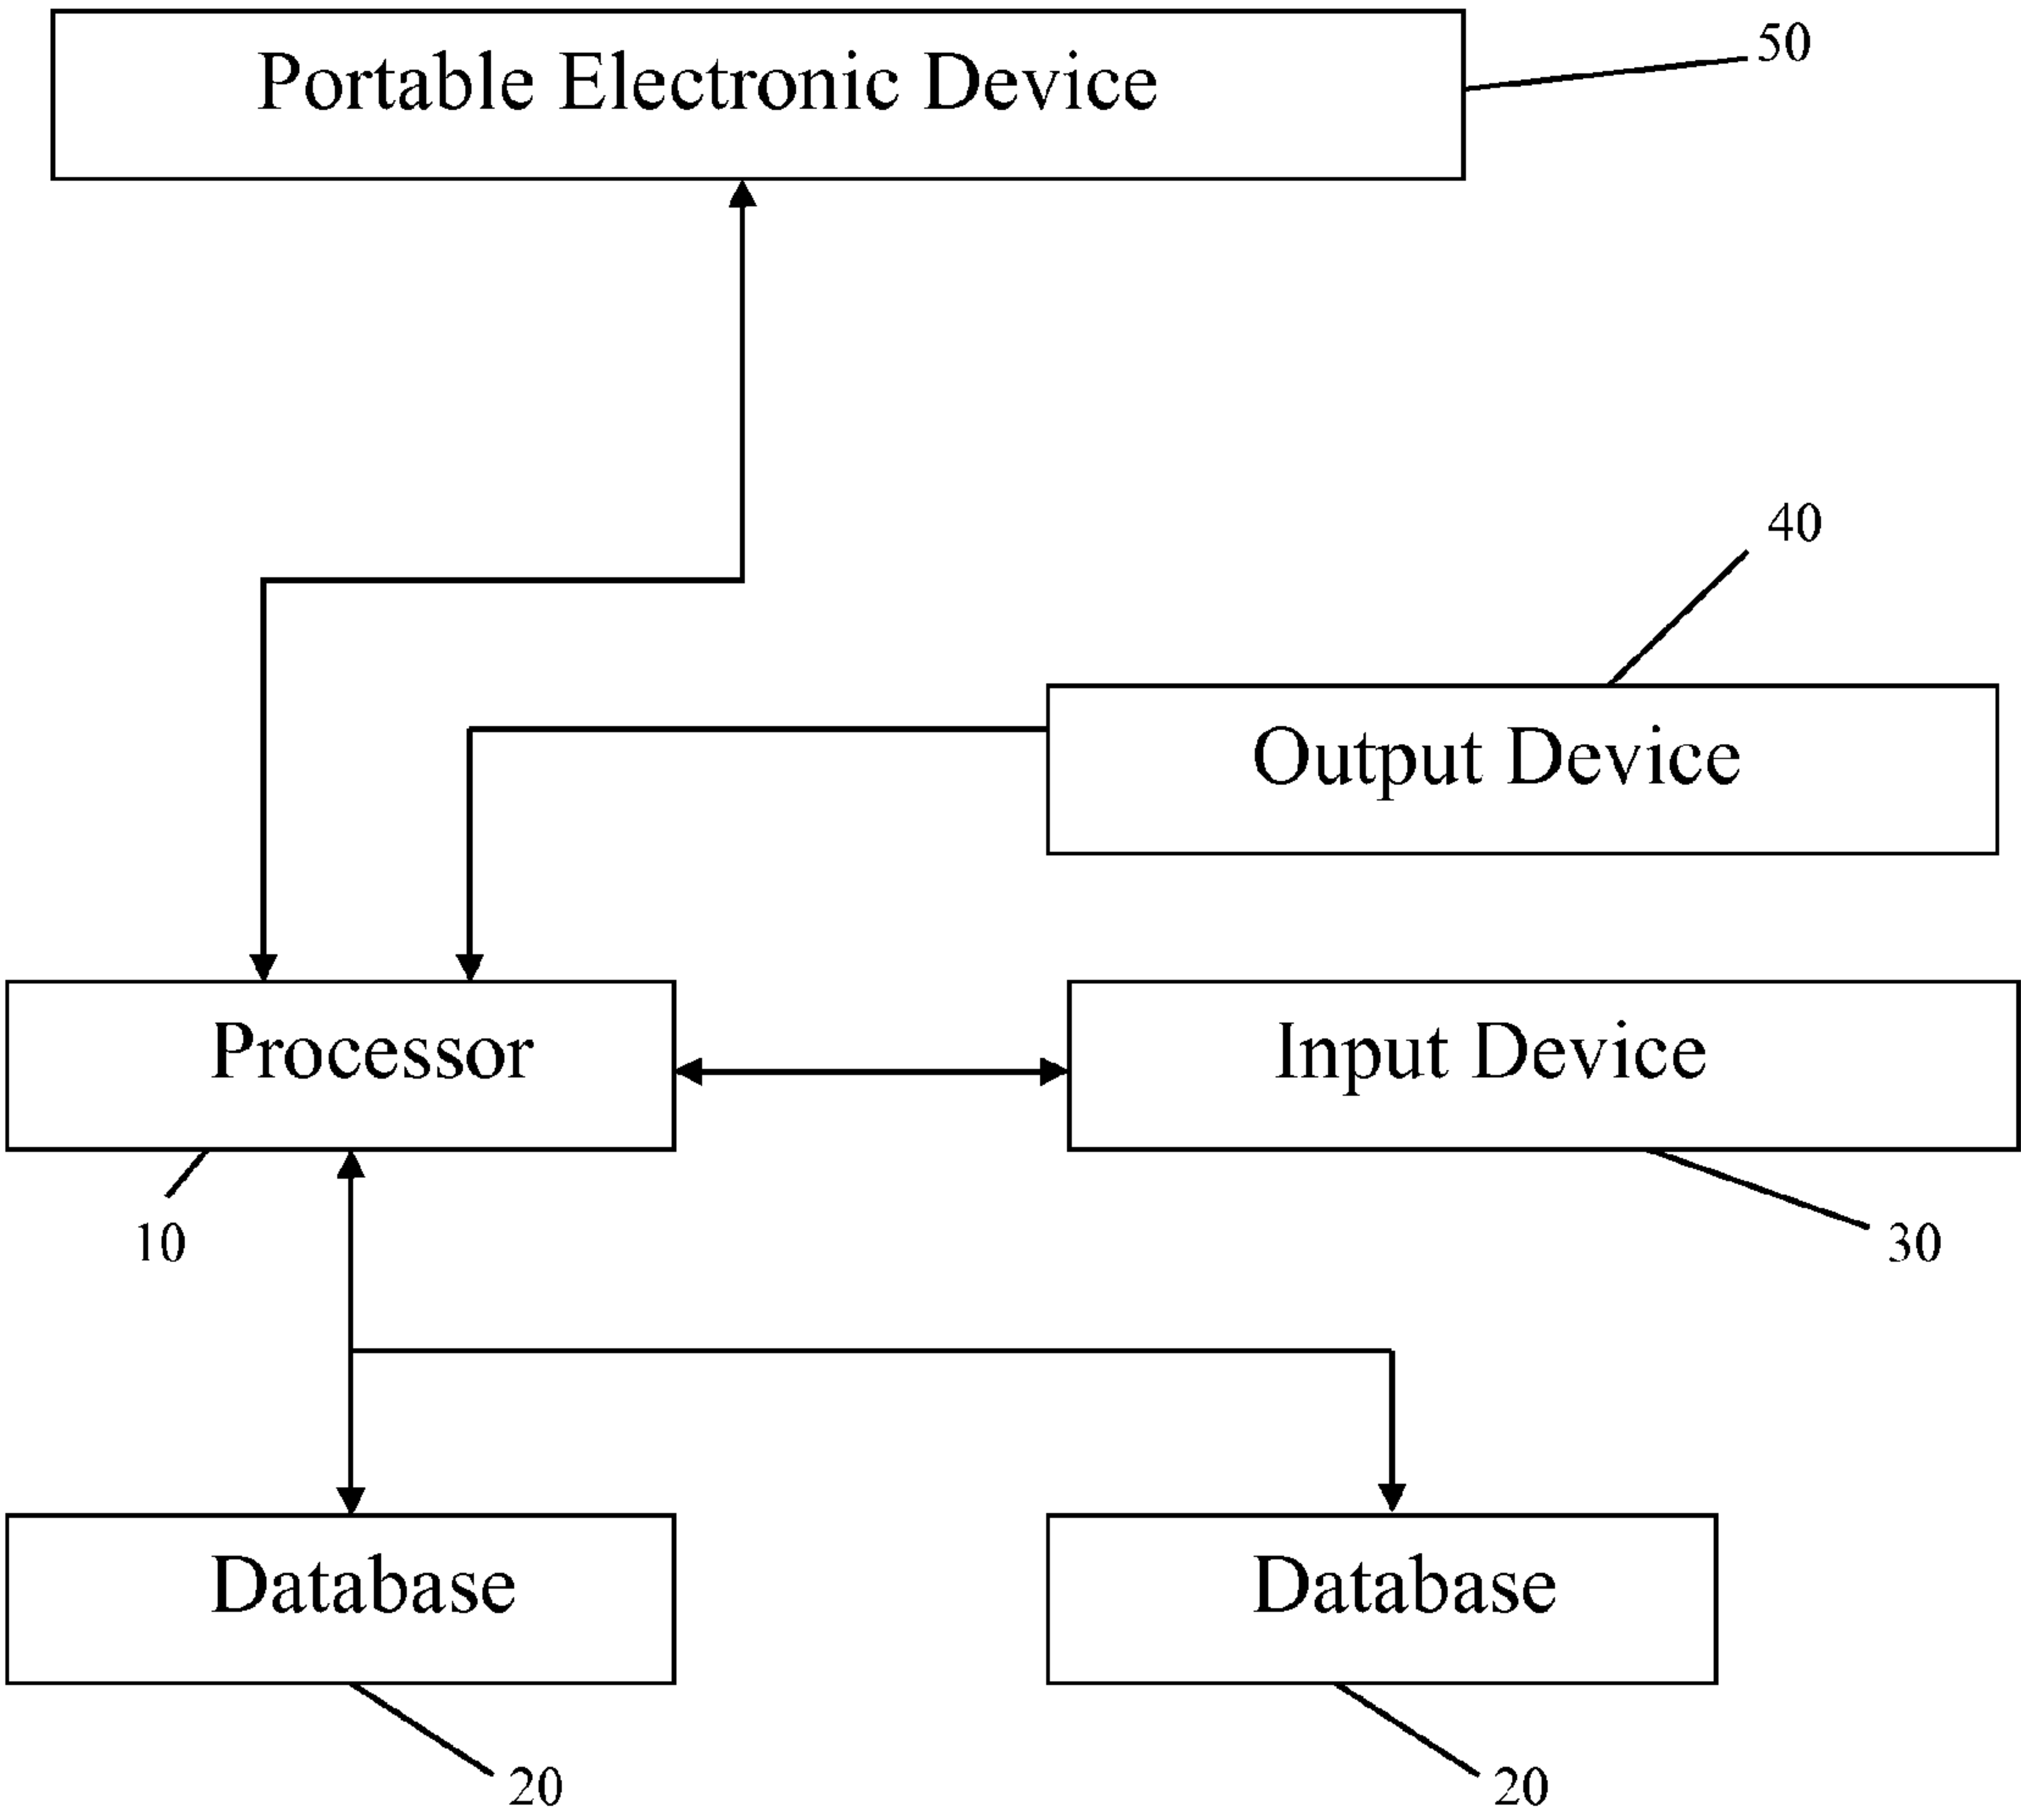 Portable Electronic Device
50
40
Output Device
Processor
Input Device
10
30
Database
Database
20
20